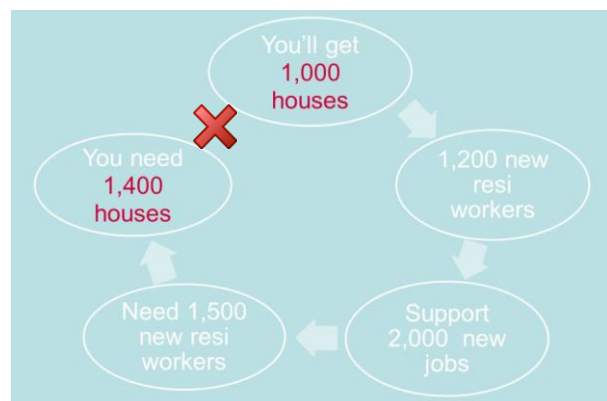 You'll get
1,000
houses
1,200 new
resi
workers
Support
2,000  new
jobs
Need 1,500
new resi
workers
You need
1,400
houses